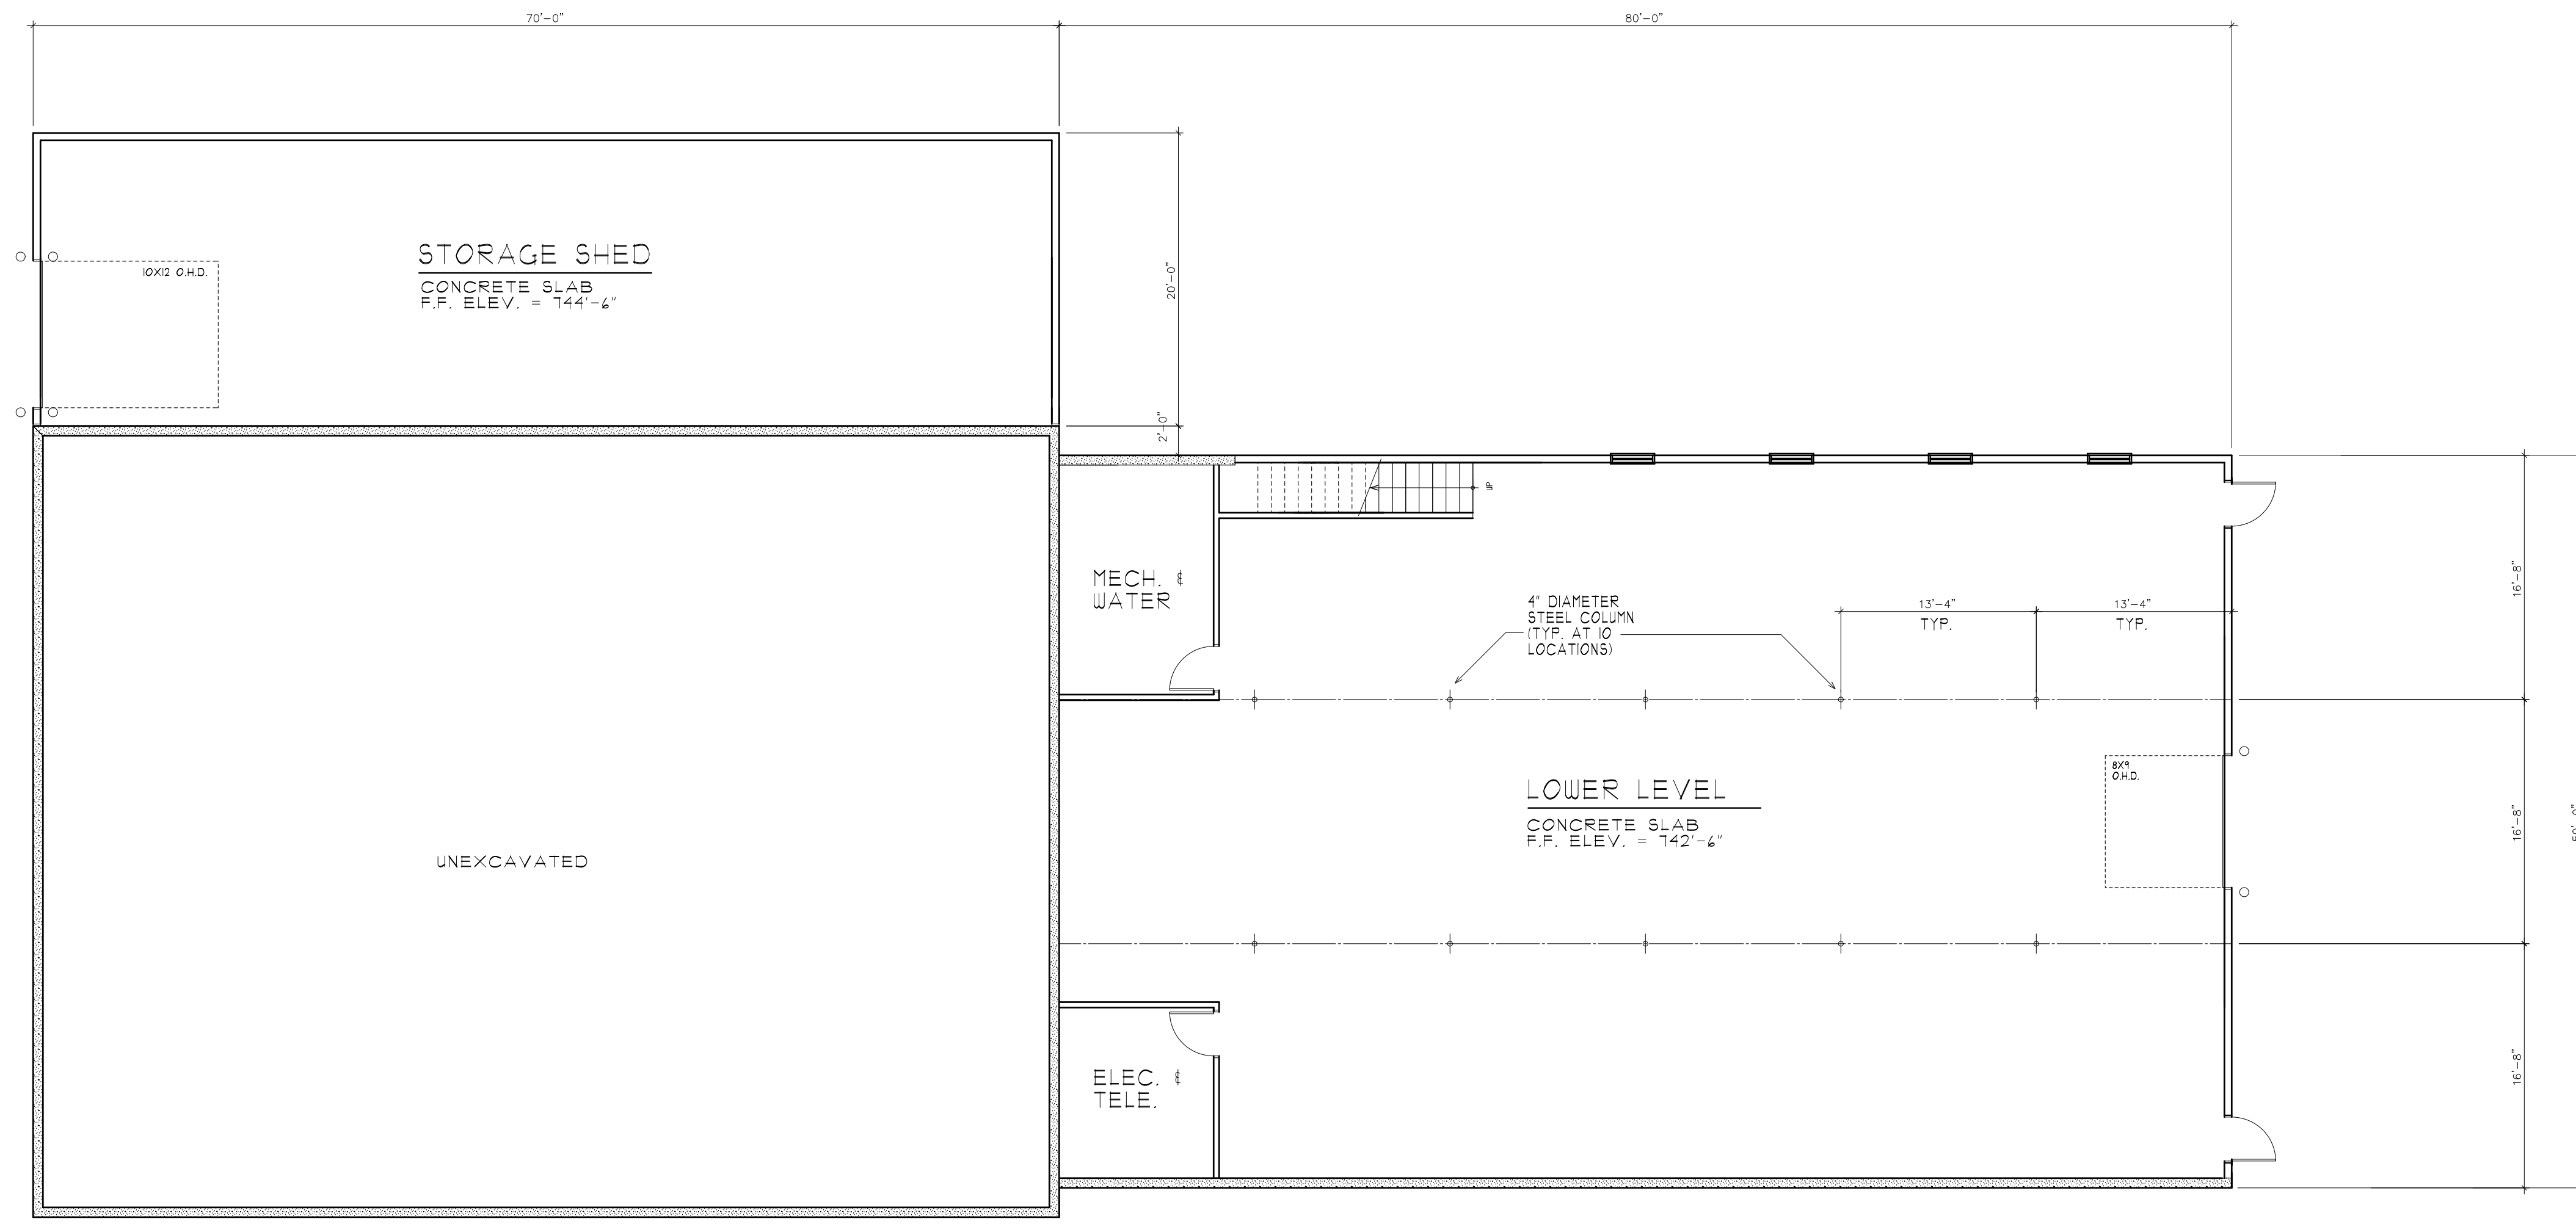 70'-0"
80'-0"
STORAGE SHED
CONCRETE SLAB
F.F. ELEV. = 744'-6"
10X12 O.H.D.
20'-0"
2'-0"
UP
MECH. &
WATER
4" DIAMETER
STEEL COLUMN
(TYP. AT 10
LOCATIONS)
13'-4"
TYP.
13'-4"
TYP.
16'-8"
LOWER LEVEL
CONCRETE SLAB
F.F. ELEV. = 742'-6"
8X9
O.H.D.
16'-8"
UNEXCAVATED
ELEC. &
TELE.
16'-8"